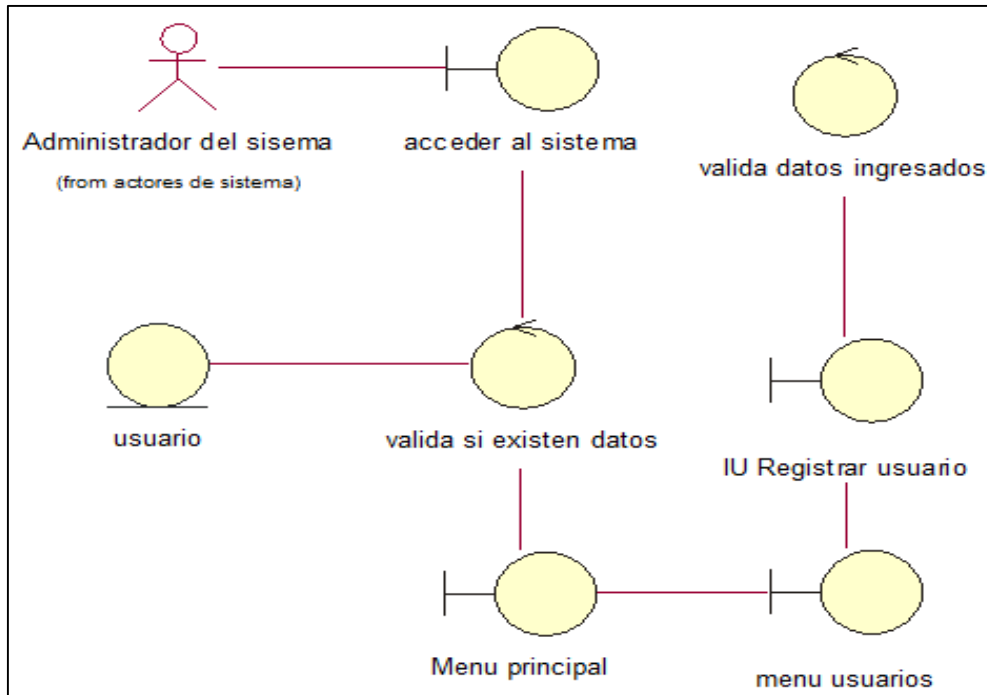 Administrador del sisema
(from actores de sistema)
acceder al sistema
valida datos ingresados
usuario
valida si existen datos
IU Registrar usuario
Menu principal
menu usuarios